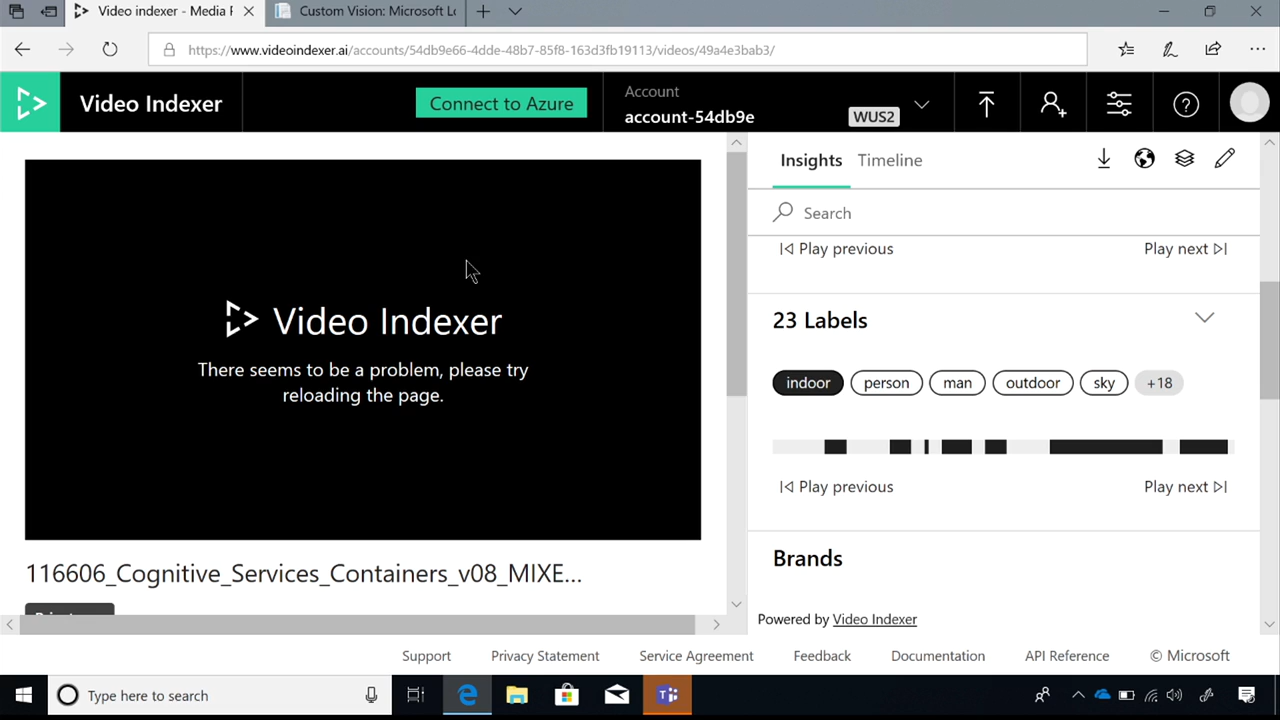 Video indexer - Media F
Custom Vision: Microsoft Lo
https://www.videoindexer.ai/accounts/54db9e66-4dde-48b7-85f8-163d3fb19113/videos/49a4e3bab3/
Video Indexer
Connect to Azure
Account
account-54db9e
WUS2
Insights
Timeline
Search
Play previous
Play next
23 Labels
indoor
person
man
outdoor
sky
+18
Play previous
Play next
Brands
Powered by Video Indexer
Video Indexer
There seems to be a problem, please try
reloading the page.
116606_Cognitive_Services_Containers_v08_MIXE...
Support
Privacy Statement
Service Agreement
Feedback
Documentation
API Reference
© Microsoft
Type here to search